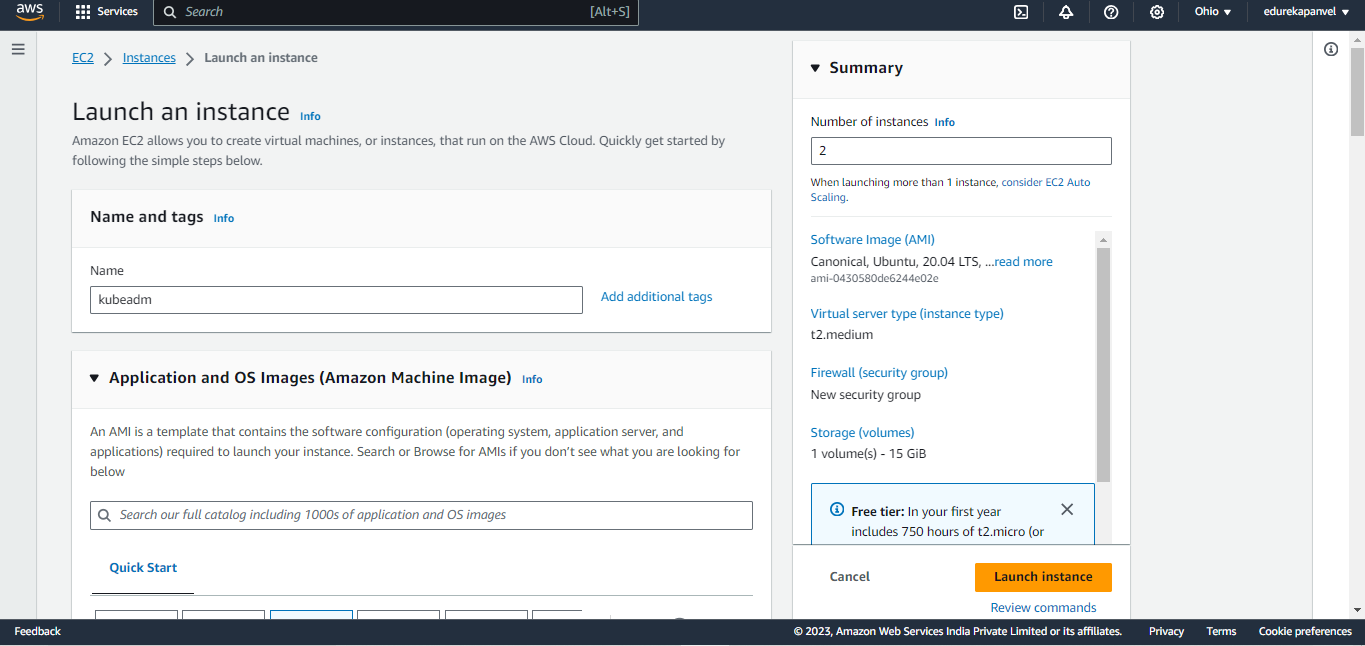 aws
Services
Search
[Alt+S]
Ohio
edurekapanvel
EC2
Instances
Launch an instance
Launch an instance Info
Amazon EC2 allows you to create virtual machines, or instances, that run on the AWS Cloud. Quickly get started by
following the simple steps below.
Name and tags Info
Name
kubeadm
Add additional tags
Application and OS Images (Amazon Machine Image) Info
An AMI is a template that contains the software configuration (operating system, application server, and
applications) required to launch your instance. Search or Browse for AMIs if you don’t see what you are looking for
below
Search our full catalog including 1000s of application and OS images
Quick Start
Summary
Number of instances Info
2
When launching more than 1 instance, consider EC2 Auto
Scaling.
Software Image (AMI)
Canonical, Ubuntu, 20.04 LTS, ...read more
ami-0430580de6244e02e
Virtual server type (instance type)
t2.medium
Firewall (security group)
New security group
Storage (volumes)
1 volume(s) - 15 GiB
Free tier: In your first year
includes 750 hours of t2.micro (or
Cancel
Launch instance
Review commands
Feedback
© 2023, Amazon Web Services India Private Limited or its affiliates.
Privacy
Terms
Cookie preferences